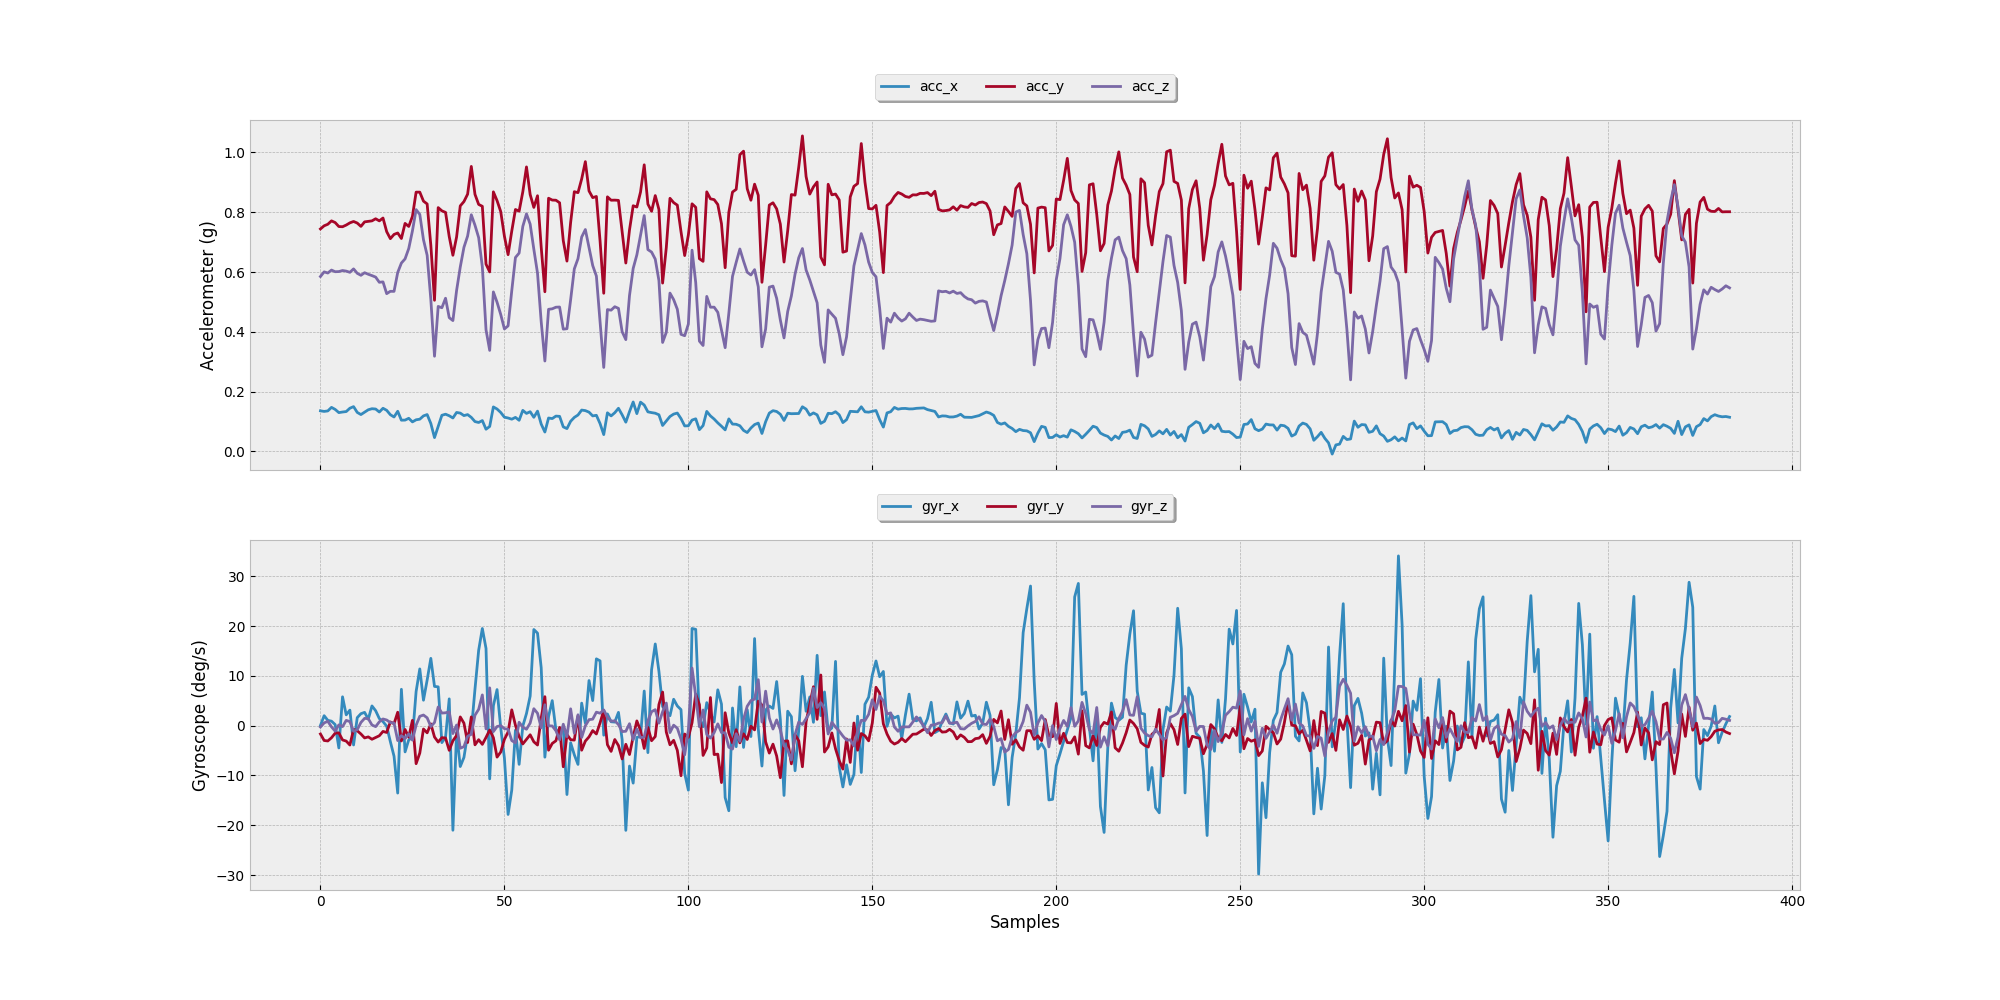 acc_x acc_y acc_z
1.0
0.8
0.6
0.4
0.2
0.0
Accelerometer (g)
gyr_x gyr_y gyr_z
30
20
10
0
−10
−20
−30
Gyroscope (deg/s)
0 50 100 150 200 250 300 350 400
Samples